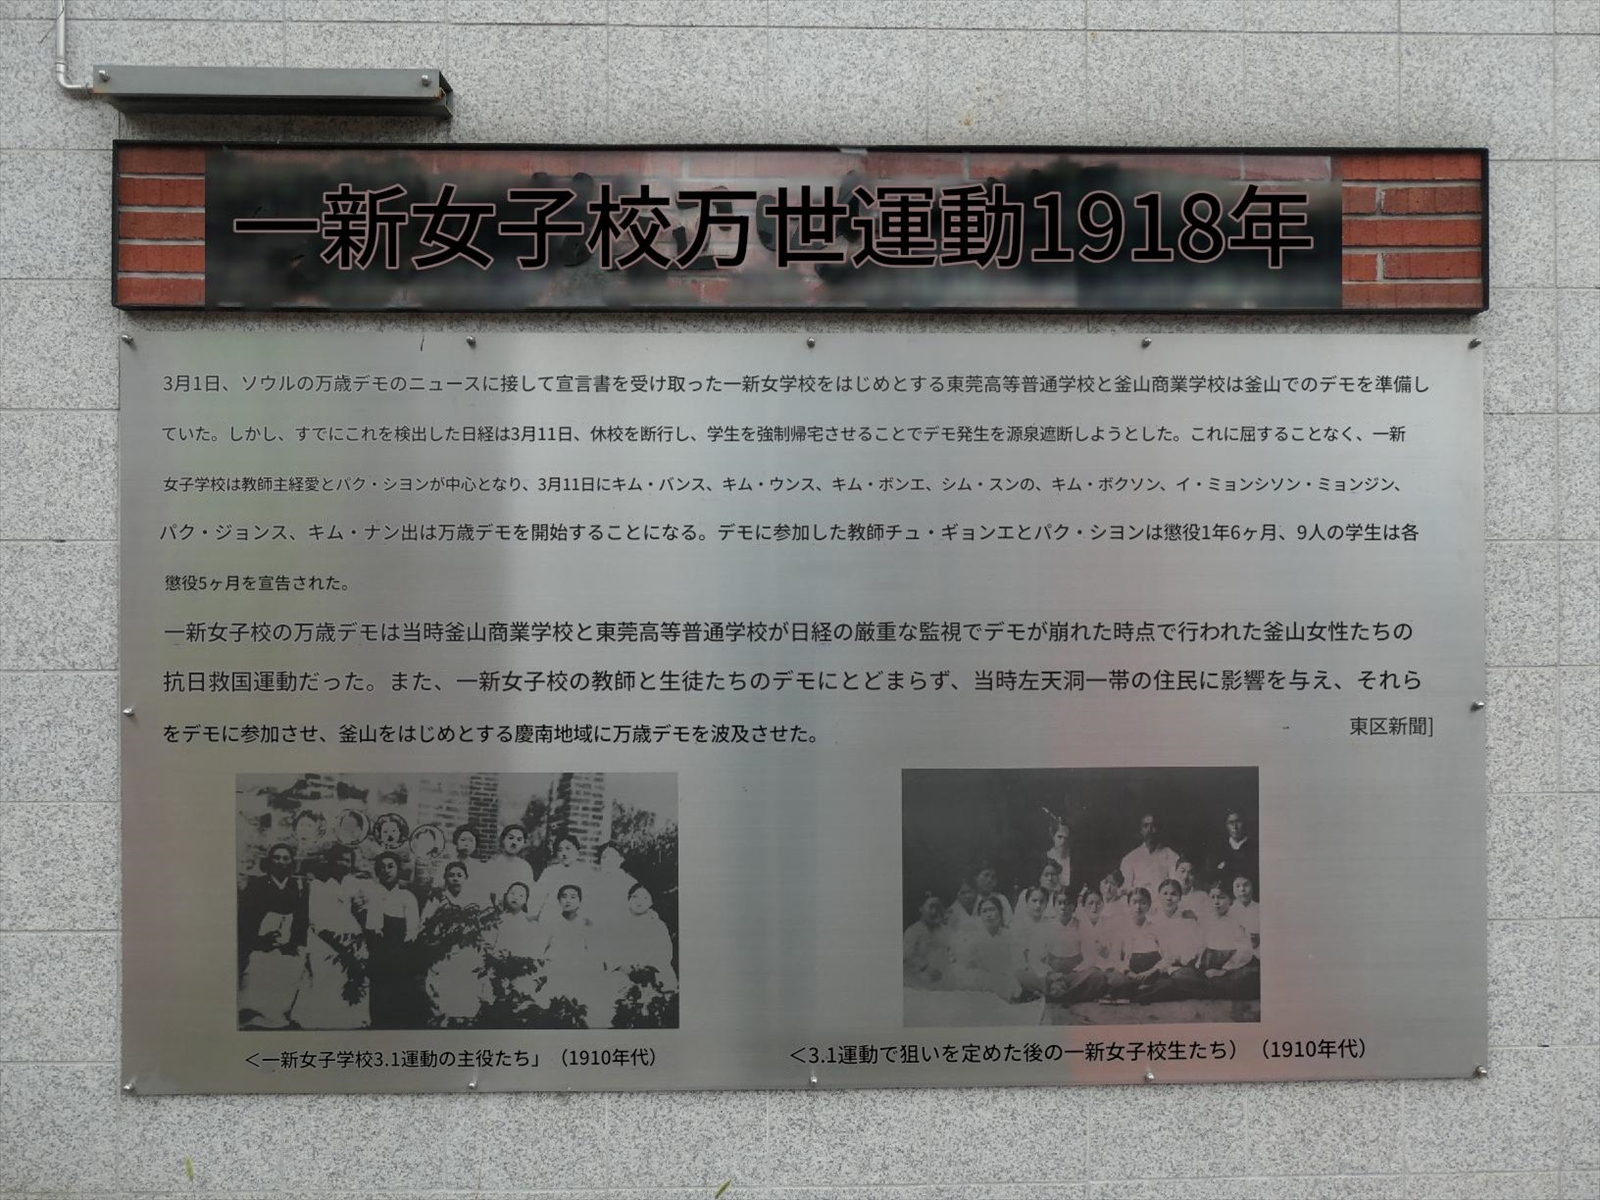 一新女子校万世運動1918年
3月1日、ソウルの万歳デモのニュースに接して宣言書を受け取った一新女学校をはじめとする東莞高等普通学校と釜山商業学校は釜山でのデモを準備し
ていた。しかし、すでにこれを検出した日経は3月11日、休校を断行し、学生を強制帰宅させることでデモ発生を源泉遮断しようとした。これに屈することなく、一新
女子学校は教師主経愛とパク・シヨンが中心となり、3月11日にキム・バンス、キム・ウンス、キム・ボンエ、シム・スンの、キム・ボクソン、イ・ミョンシソン・ミョンジン、
パク・ジョンス、キム・ナン出は万歳デモを開始することになる。デモに参加した教師チュ・ギョンエとパク・シヨンは懲役1年6ヶ月、9人の学生は各
懲役5ヶ月を宣告された。
一新女子校の万歳デモは当時釜山商業学校と東莞高等普通学校が日経の厳重な監視でデモが崩れた時点で行われた釜山女性たちの
抗日救国運動だった。また、一新女子校の教師と生徒たちのデモにとどまらず、当時左天洞一帯の住民に影響を与え、それら
をデモに参加させ、釜山をはじめとする慶南地域に万歳デモを波及させた。
東区新聞]
＜一新女子学校3.1運動の主役たち」（1910年代）
＜3.1運動で狙いを定めた後の一新女子校生たち）（1910年代）